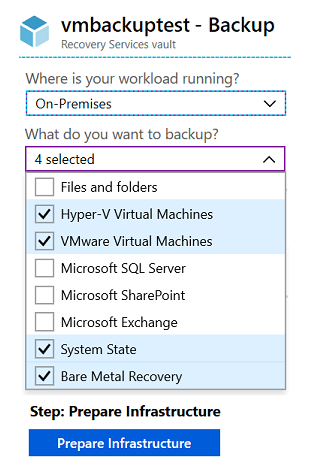 vmbackuptest - Backup
Recovery Services vault
Where is your workload running?
On-Premises
What do you want to backup?
4 selected
Files and folders
Hyper-V Virtual Machines
VMware Virtual Machines
Microsoft SQL Server
Microsoft SharePoint
Microsoft Exchange
System State
Bare Metal Recovery
Step: Prepare Infrastructure
Prepare Infrastructure